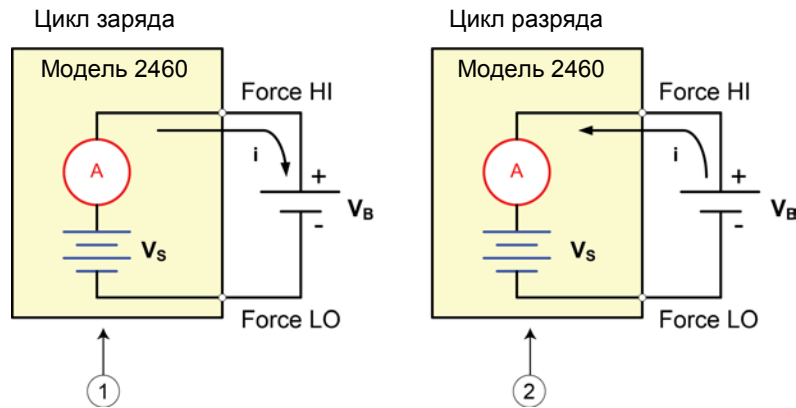 Цикл заряда
Модель 2460
Force HI
A
i
+
-
VB
VS
Force LO
1
Цикл разряда
Модель 2460
Force HI
A
i
+
-
VB
VS
Force LO
2